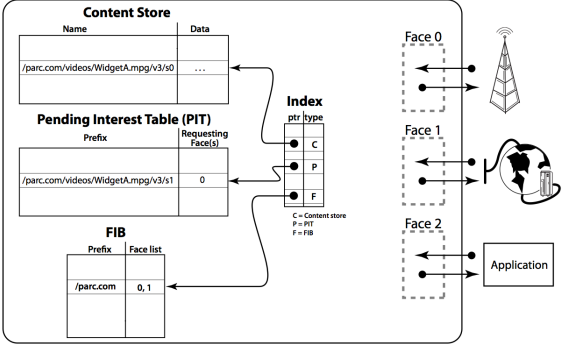 Content Store
Name Data
/parc.com/videos/WidgetA.mpg/v3/s0 ...
Pending Interest Table (PIT)
Prefix Requesting Face(s)
/parc.com/videos/WidgetA.mpg/v3/s1 0
FIB
Prefix Face list
/parc.com 0, 1
Index
ptr type
C
P
F
C = Content store
P = PIT
F = FIB
Face 0
Face 1
Face 2
Application